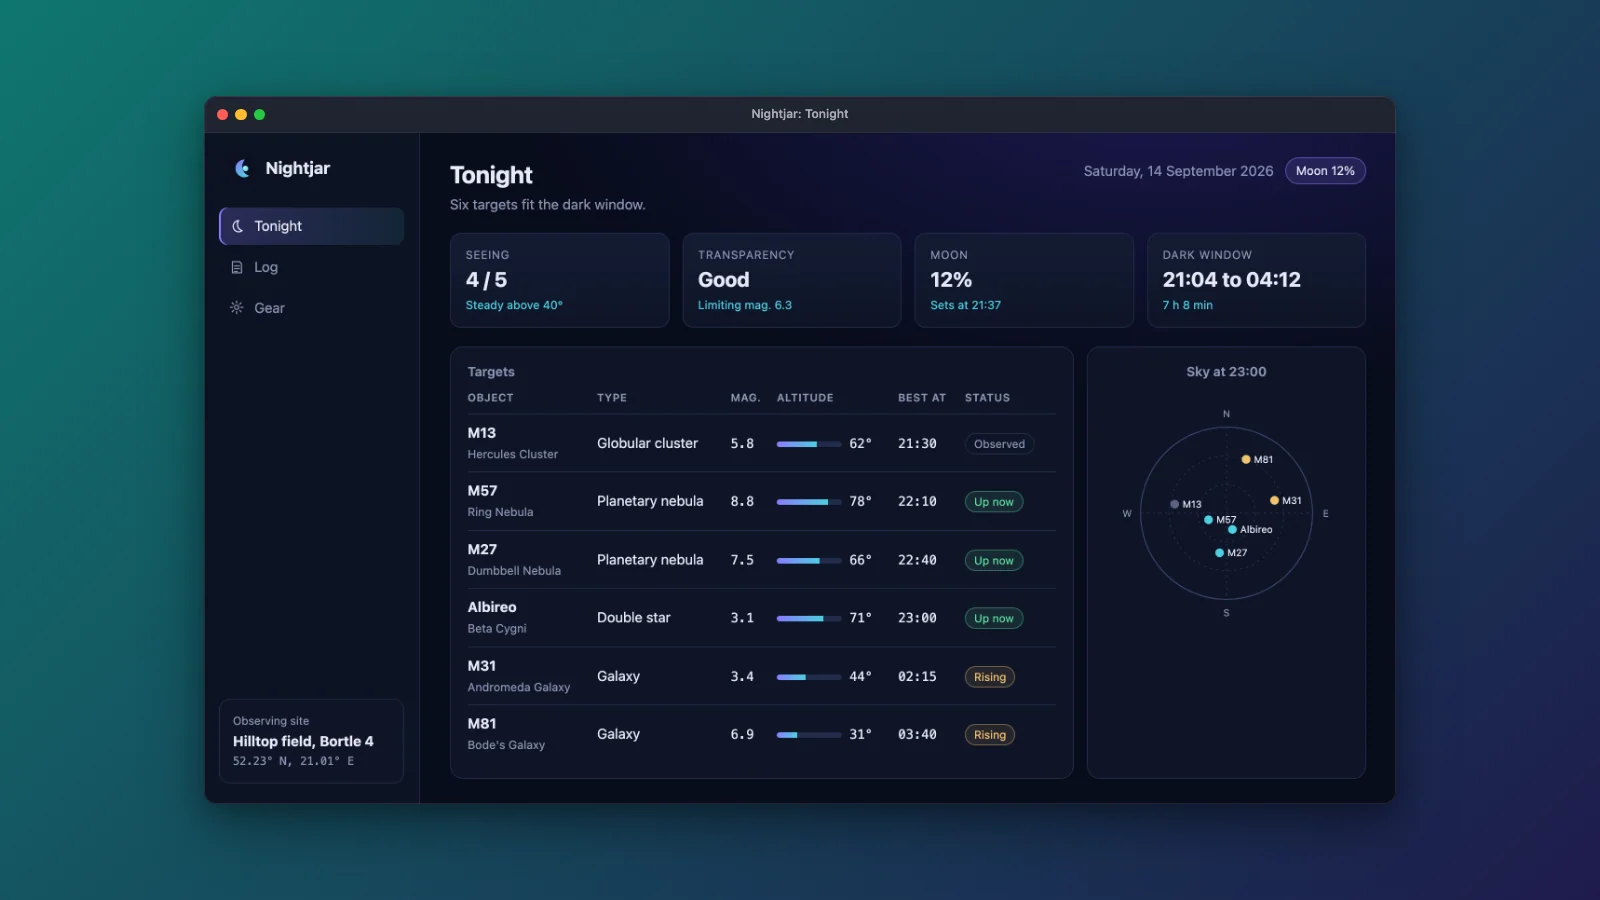 Nightjar: Tonight
Nightjar
Tonight
Log
Gear
Observing site
Hilltop field, Bortle 4
52.23° N, 21.01° E
Tonight
Six targets fit the dark window.
Saturday, 14 September 2026
Moon 12%
SEEING
4 / 5
Steady above 40°
TRANSPARENCY
Good
Limiting mag. 6.3
MOON
12%
Sets at 21:37
DARK WINDOW
21:04 to 04:12
7 h 8 min
Targets
OBJECT TYPE MAG. ALTITUDE BEST AT STATUS
M13
Hercules Cluster
Globular cluster 5.8 62° 21:30 Observed
M57
Ring Nebula
Planetary nebula 8.8 78° 22:10 Up now
M27
Dumbbell Nebula
Planetary nebula 7.5 66° 22:40 Up now
Albireo
Beta Cygni
Double star 3.1 71° 23:00 Up now
M31
Andromeda Galaxy
Galaxy 3.4 44° 02:15 Rising
M81
Bode's Galaxy
Galaxy 6.9 31° 03:40 Rising
Sky at 23:00
N
M81
M31
M13
W
E
M57
Albireo
M27
S